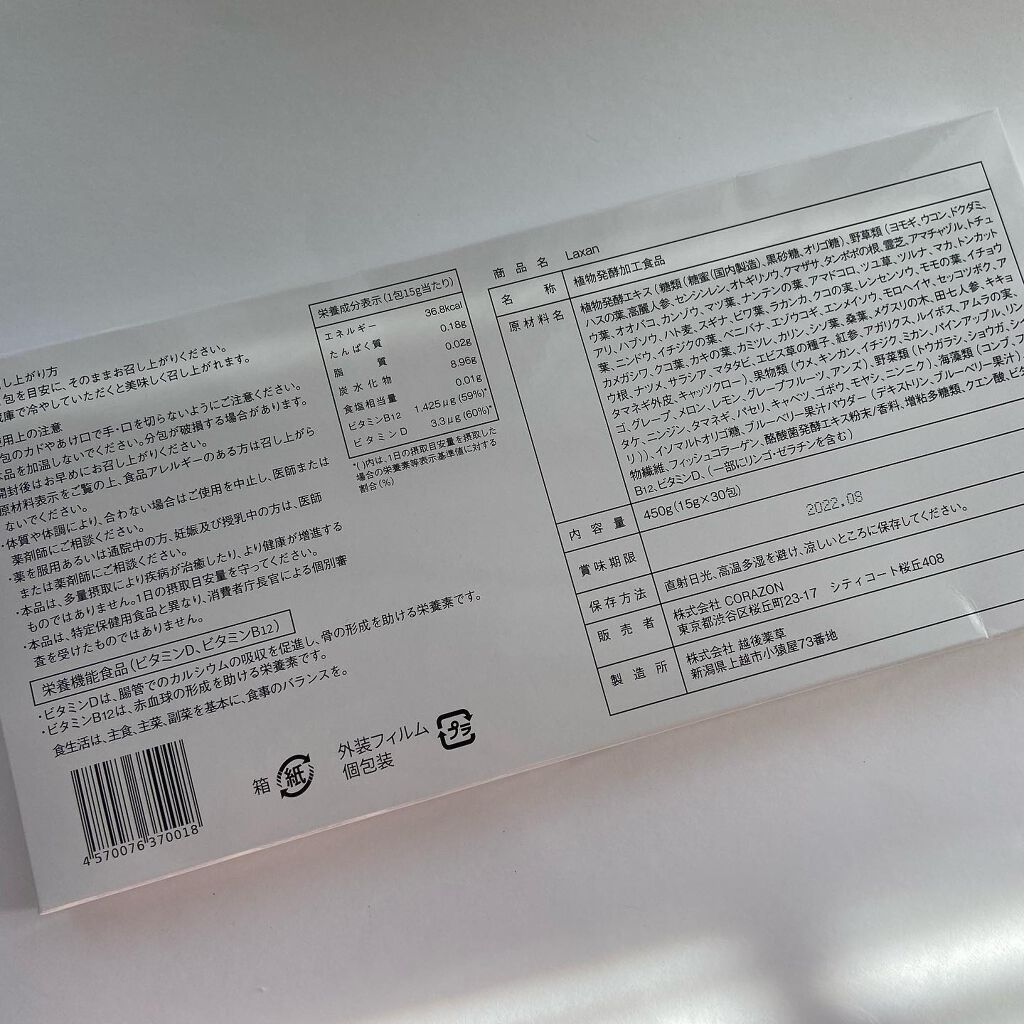 し上がり方
包を目安に、そのままお召し上がりください。
蔵庫で冷やしていただくと美味しく召し上がれます。
使用上の注意
包のカドやあけ口で手・口を切らないようにご注意ください。
本品を加温しないでください。分包が破損する場合があります。
開封後はお早めにお召し上がりください。
原材料表示をご覧の上、食品アレルギーのある方は召し上がら
ないでください。
・体質や体調により、合わない場合はご使用を中止し、医師または
薬剤師にご相談ください。
・薬を服用あるいは通院中の方、妊娠及び授乳中の方は、医師
または薬剤師にご相談ください。
・本品は、多量摂取により疾病が治癒したり、より健康が増進する
ものではありません。1日の摂取目安量を守ってください。
・本品は、特定保健用食品と異なり、消費者庁長官による個別審
査を受けたものではありません。
栄養機能食品(ビタミンD、ビタミンB12)
・ビタミンDは、腸管でのカルシウムの吸収を促進し、骨の形成を助ける栄養素です。
・ビタミンB12は、赤血球の形成を助ける栄養素です。
食生活は、主食、主菜、副菜を基本に、食事のバランスを。
4 570076 370018
箱 紙
外装フィルム
個包装
プラ
栄養成分表示(1包15g当たり)
エネルギー 36.8kcal
たんぱく質 0.18g
脂質 0.02g
炭水化物 8.96g
食塩相当量 0.01g
ビタミンB12 1.425μg(59%*)
ビタミンD 3.3μg(60%*)
*( )内は、1日の摂取目安量を摂取した
場合の栄養素等表示基準値に対する
割合(%)
商品名 Laxan
名称 植物発酵加工食品
原材料名 植物発酵エキス(糖類(糖蜜(国内製造)、黒砂糖、オリゴ糖)、野草類(ヨモギ、ウコン、ドクダミ、
ハスの葉、高麗人参、センシンレン、オトギリソウ、クマザサ、タンポポの根、霊芝、アマチャヅル、トチュ
ウ葉、オオバコ、カンゾウ、マツ葉、ナンテンの葉、アマドコロ、ツユ草、ツルナ、マカ、トンカット
アリ、ハブソウ、ハト麦、スギナ、ビワ葉、ラカンカ、クコの実、レンセンソウ、モモの葉、イチョウ
葉、ニンドウ、イチジクの葉、ベニバナ、エゾウコギ、エンメイソウ、モロヘイヤ、セッコツボク、ア
カメガシワ、クコ葉、カキの葉、カミツレ、カリン、シソ葉、桑葉、メグスリの木、田七人参、キキョ
ウ根、ナツメ、サラシア、マタタビ、エビス草の種子、紅参、アガリクス、ルイボス、アムラの実、
タマネギ外皮、キャッツクロー)、果物類(ウメ、キンカン、イチジク、ミカン、パインアップル、リン
ゴ、グレープ、メロン、レモン、グレープフルーツ、アンズ)、野菜類(トウガラシ、ショウガ、シ
タケ、ニンジン、タマネギ、パセリ、キャベツ、ゴボウ、モヤシ、ニンニク)、海藻類(コンブ、フ
リ))、イソマルトオリゴ糖、ブルーベリー果汁パウダー(デキストリン、ブルーベリー果汁)、
物繊維、フィッシュコラーゲン、酪酸菌発酵エキス粉末/香料、増粘多糖類、クエン酸、ビタ
B12、ビタミンD、(一部にリンゴ・ゼラチンを含む)
内容量 450g(15g×30包)
賞味期限 2022.08
保存方法 直射日光、高温多湿を避け、涼しいところに保存してください。
販売者 株式会社 CORAZON
東京都渋谷区桜丘町23-17 シティコート桜丘408
製造所 株式会社 越後薬草
新潟県上越市小猿屋73番地